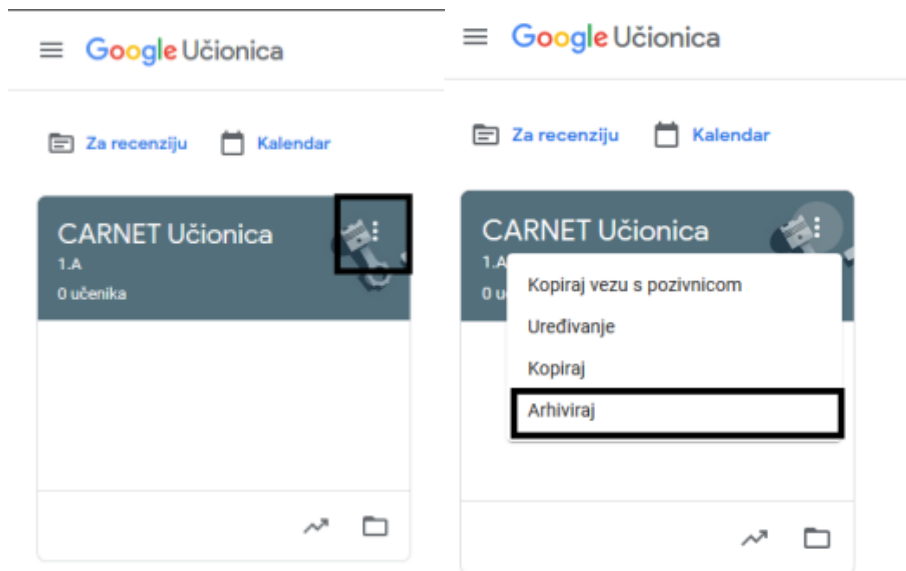 Google Učionica
Za recenziju Kalendar
CARNET Učionica
1.A
0 učenika
Google Učionica
Za recenziju Kalendar
CARNET Učionica
1.A
0 u
Kopiraj vezu s pozivnicom
Uređivanje
Kopiraj
Arhiviraj